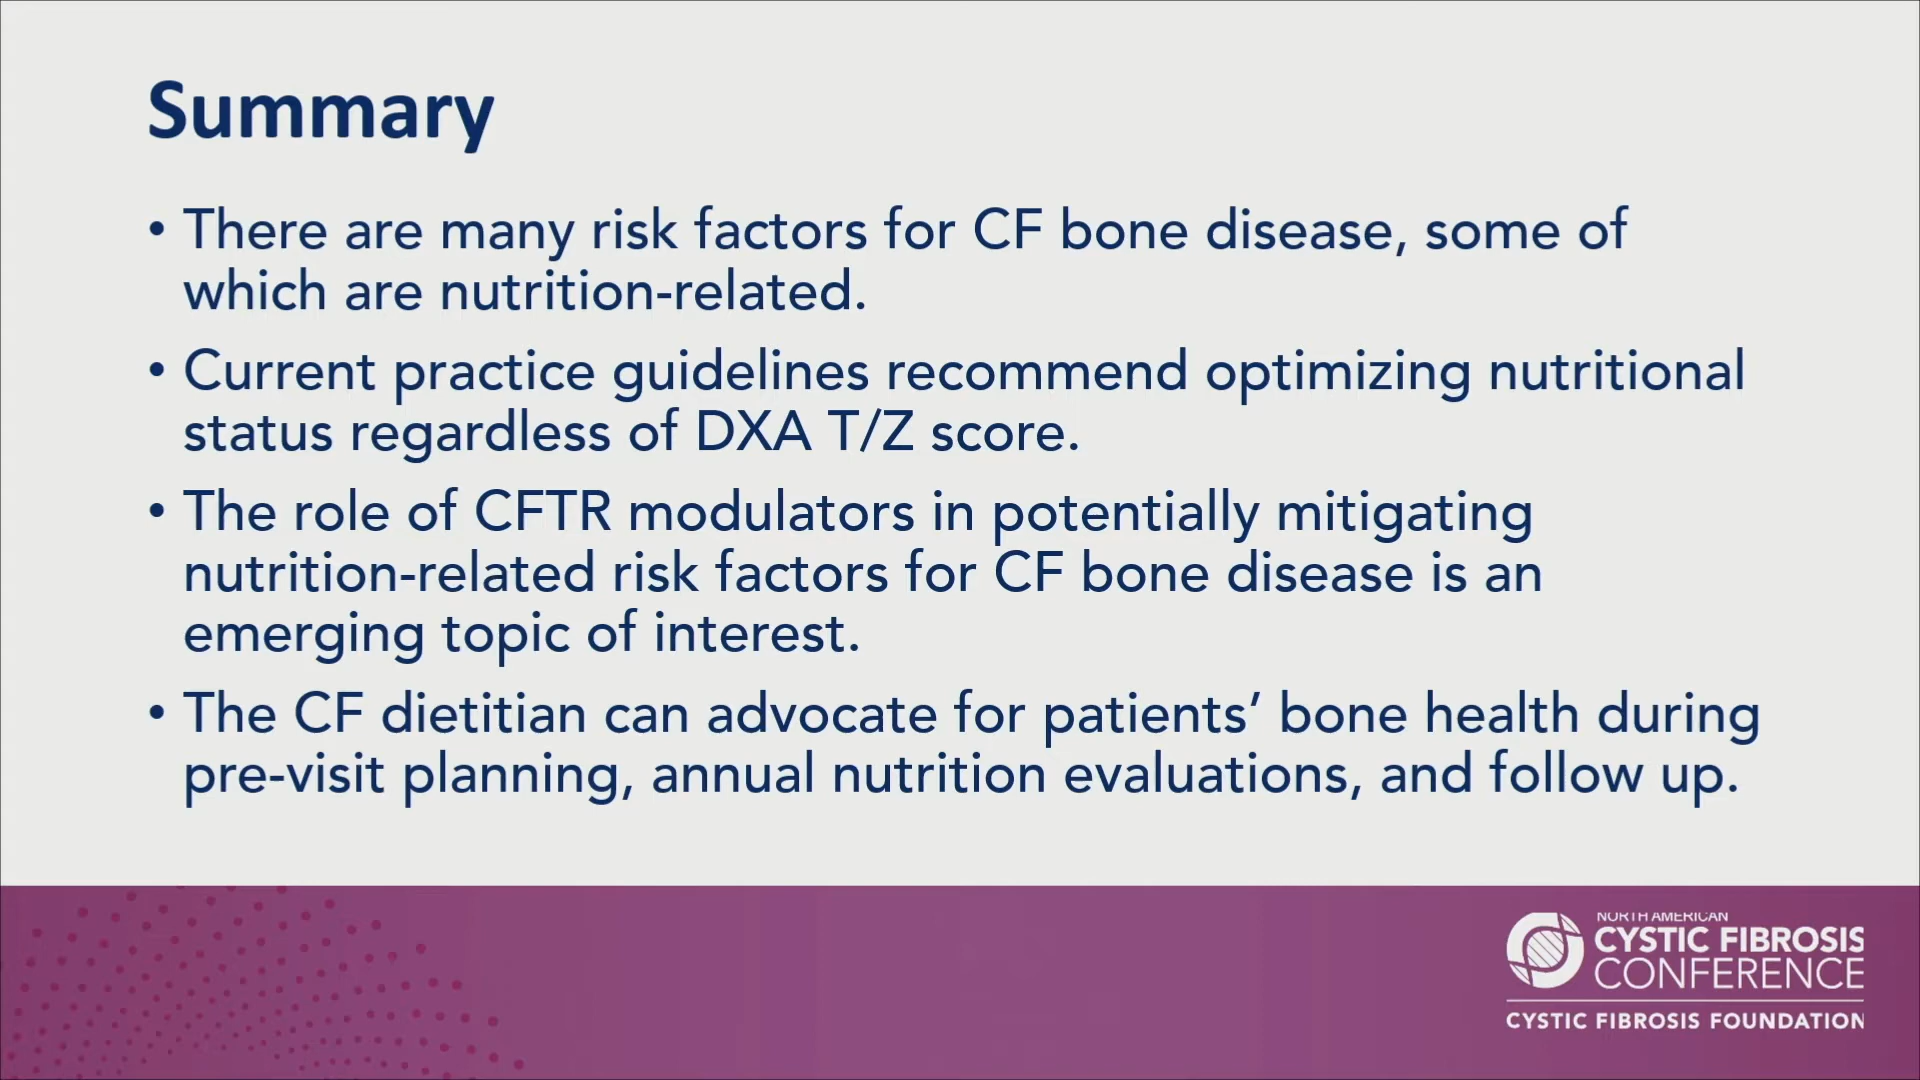 Summary
• There are many risk factors for CF bone disease, some of
which are nutrition-related.
• Current practice guidelines recommend optimizing nutritional
status regardless of DXA T/Z score.
• The role of CFTR modulators in potentially mitigating
nutrition-related risk factors for CF bone disease is an
emerging topic of interest.
• The CF dietitian can advocate for patients’ bone health during
pre-visit planning, annual nutrition evaluations, and follow up.
NORTH AMERICAN
CYSTIC FIBROSIS
CONFERENCE
CYSTIC FIBROSIS FOUNDATION